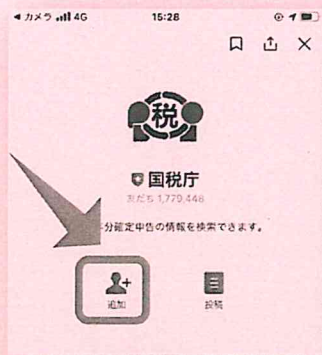 ◀カメラ 4G 15:28
税
国税庁
友だち 1,779,448
分確定申告の情報を検索できます。
追加
投稿